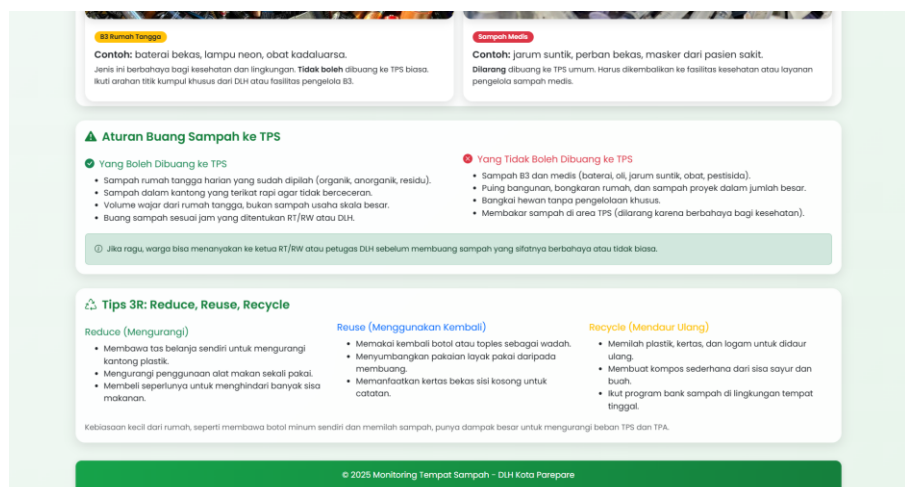 B3 Rumah Tangga
Contoh: baterai bekas, lampu neon, obat kadaluarsa.
Jenis ini berbahaya bagi kesehatan dan lingkungan. Tidak boleh dibuang ke TPS biasa.
Ikuti arahan titik kumpul khusus dari DLH atau fasilitas pengelola B3.
Sampah Medis
Contoh: jarum suntik, perban bekas, masker dari pasien sakit.
Dilarang dibuang ke TPS umum. Harus dikembalikan ke fasilitas kesehatan atau layanan
pengelola sampah medis.
Aturan Buang Sampah ke TPS
Yang Boleh Dibuang ke TPS
• Sampah rumah tangga harian yang sudah dipilah (organik, anorganik, residu).
• Sampah dalam kantong yang terikat rapi agar tidak berceceran.
• Volume wajar dari rumah tangga, bukan sampah usaha skala besar.
• Buang sampah sesuai jam yang ditentukan RT/RW atau DLH.
Yang Tidak Boleh Dibuang ke TPS
• Sampah B3 dan medis (baterai, oli, jarum suntik, obat, pestisida).
• Puing bangunan, bongkaran rumah, dan sampah proyek dalam jumlah besar.
• Bangkai hewan tanpa pengelolaan khusus.
• Membakar sampah di area TPS (dilarang karena berbahaya bagi kesehatan).
Jika ragu, warga bisa menanyakan ke ketua RT/RW atau petugas DLH sebelum membuang sampah yang sifatnya berbahaya atau tidak biasa.
Tips 3R: Reduce, Reuse, Recycle
Reduce (Mengurangi)
• Membawa tas belanja sendiri untuk mengurangi
kantong plastik.
• Mengurangi penggunaan alat makan sekali pakai.
• Membeli seperlunya untuk menghindari banyak sisa
makanan.
Reuse (Menggunakan Kembali)
• Memakai kembali botol atau toples sebagai wadah.
• Menyumbangkan pakaian layak pakai daripada
membuang.
• Memanfaatkan kertas bekas sisi kosong untuk
catatan.
Recycle (Mendaur Ulang)
• Memilah plastik, kertas, dan logam untuk didaur
ulang.
• Membuat kompos sederhana dari sisa sayur dan
buah.
• Ikut program bank sampah di lingkungan tempat
tinggal.
Kebiasaan kecil dari rumah, seperti membawa botol minum sendiri dan memilah sampah, punya dampak besar untuk mengurangi beban TPS dan TPA.
© 2025 Monitoring Tempat Sampah - DLH Kota Parepare